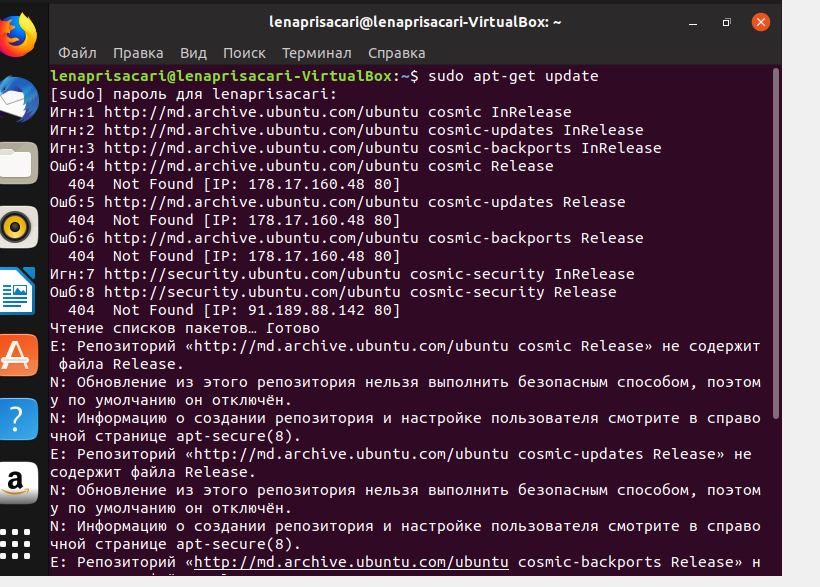 lenaprisacari@lenaprisacari-VirtualBox: ~
Файл Правка Вид Поиск Терминал Справка
lenaprisacari@lenaprisacari-VirtualBox:~$ sudo apt-get update
[sudo] пароль для lenaprisacari:
Игн:1 http://md.archive.ubuntu.com/ubuntu cosmic InRelease
Игн:2 http://md.archive.ubuntu.com/ubuntu cosmic-updates InRelease
Игн:3 http://md.archive.ubuntu.com/ubuntu cosmic-backports InRelease
Ошб:4 http://md.archive.ubuntu.com/ubuntu cosmic Release
404 Not Found [IP: 178.17.160.48 80]
Ошб:5 http://md.archive.ubuntu.com/ubuntu cosmic-updates Release
404 Not Found [IP: 178.17.160.48 80]
Ошб:6 http://md.archive.ubuntu.com/ubuntu cosmic-backports Release
404 Not Found [IP: 178.17.160.48 80]
Игн:7 http://security.ubuntu.com/ubuntu cosmic-security InRelease
Ошб:8 http://security.ubuntu.com/ubuntu cosmic-security Release
404 Not Found [IP: 91.189.88.142 80]
Чтение списков пакетов… Готово
E: Репозиторий «http://md.archive.ubuntu.com/ubuntu cosmic Release» не содержит
файла Release.
N: Обновление из этого репозитория нельзя выполнить безопасным способом, поэтом
у по умолчанию он отключён.
N: Информацию о создании репозитория и настройке пользователя смотрите в справо
чной странице apt-secure(8).
E: Репозиторий «http://md.archive.ubuntu.com/ubuntu cosmic-updates Release» не
содержит файла Release.
N: Обновление из этого репозитория нельзя выполнить безопасным способом, поэтом
у по умолчанию он отключён.
N: Информацию о создании репозитория и настройке пользователя смотрите в справо
чной странице apt-secure(8).
E: Репозиторий «http://md.archive.ubuntu.com/ubuntu cosmic-backports Release» н